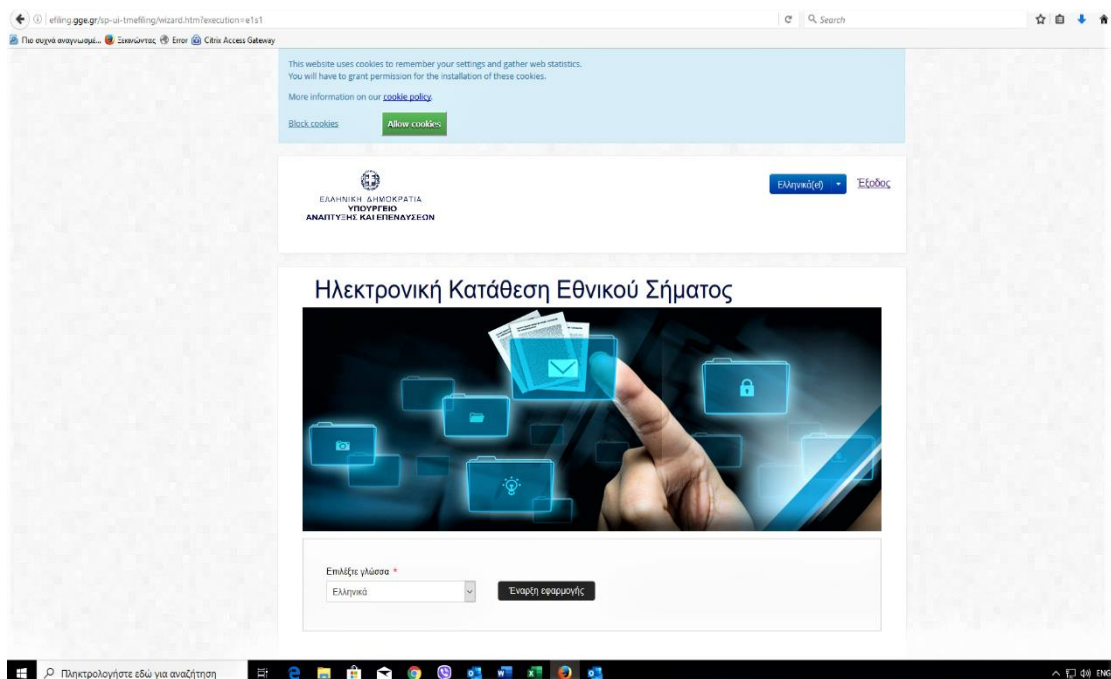 efiling.gge.gr/sp-ui-tmefiling/wizard.htm?execution=e1s1
Search
Πιο συχνά αναγνωσμέ...
Ξεκινώντας
Error
Citrix Access Gateway
This website uses cookies to remember your settings and gather web statistics.
You will have to grant permission for the installation of these cookies.
More information on our cookie policy.
Block cookies
Allow cookies
ΕΛΛΗΝΙΚΗ ΔΗΜΟΚΡΑΤΙΑ
ΥΠΟΥΡΓΕΙΟ
ΑΝΑΠΤΥΞΗΣ ΚΑΙ ΕΠΕΝΔΥΣΕΩΝ
Ελληνικά(el)
Έξοδος
Ηλεκτρονική Κατάθεση Εθνικού Σήματος
Επιλέξτε γλώσσα *
Ελληνικά
Έναρξη εφαρμογής
Πληκτρολογήστε εδώ για αναζήτηση
ENG